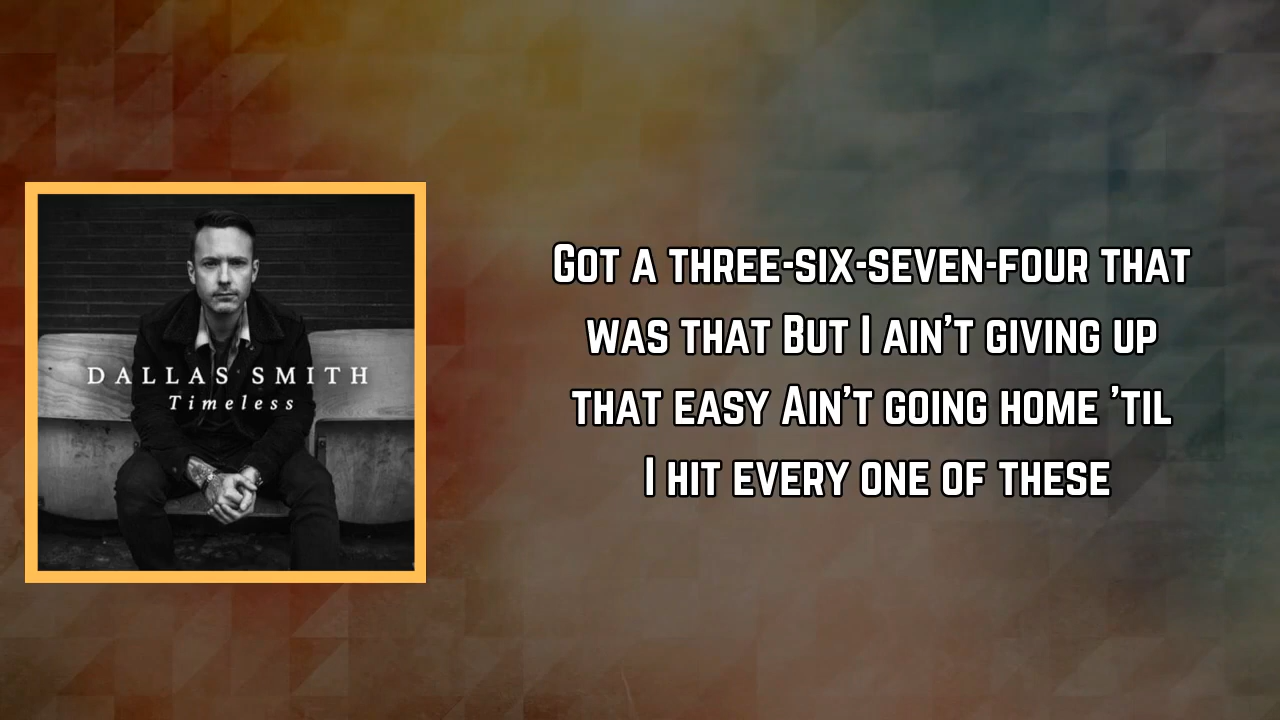 DALLAS SMITH
Timeless
GOT A THREE-SIX-SEVEN-FOUR THAT
WAS THAT BUT I AIN'T GIVING UP
THAT EASY AIN'T GOING HOME 'TIL
I HIT EVERY ONE OF THESE